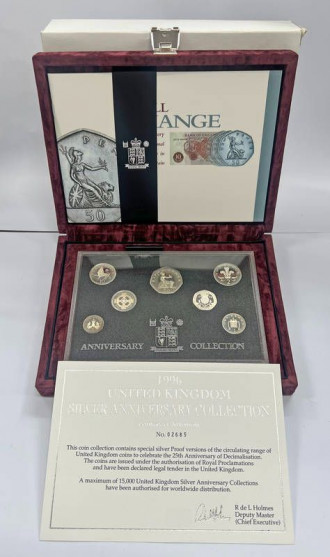 LL
ANGE
50
ANNIVERSARY COLLECTION
1996
UNITED KINGDOM
SILVER ANNIVERSARY COLLECTION
No. 02685
This coin collection contains special silver Proof versions of the circulating range of
United Kingdom coins to celebrate the 25th Anniversary of Decimalisation.
The coins are issued under the authorisation of Royal Proclamations
and have been declared legal tender in the United Kingdom.
A maximum of 15,000 United Kingdom Silver Anniversary Collections
have been authorised for worldwide distribution.
R de L Holmes
Deputy Master
(Chief Executive)